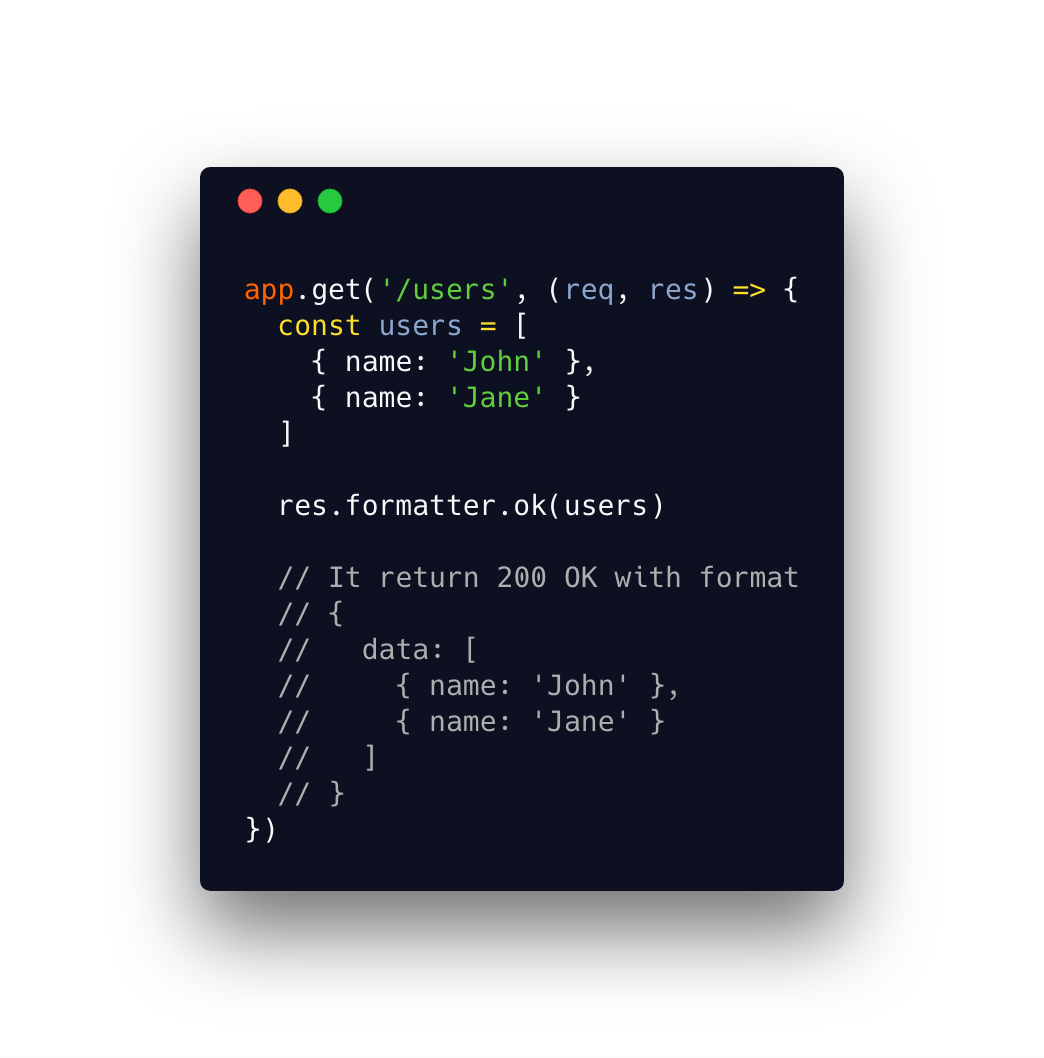 app.get('/users', (req, res) => {
  const users = [
    { name: 'John' },
    { name: 'Jane' }
  ]

  res.formatter.ok(users)

  // It return 200 OK with format
  // {
  //   data: [
  //     { name: 'John' },
  //     { name: 'Jane' }
  //   ]
  // }
})